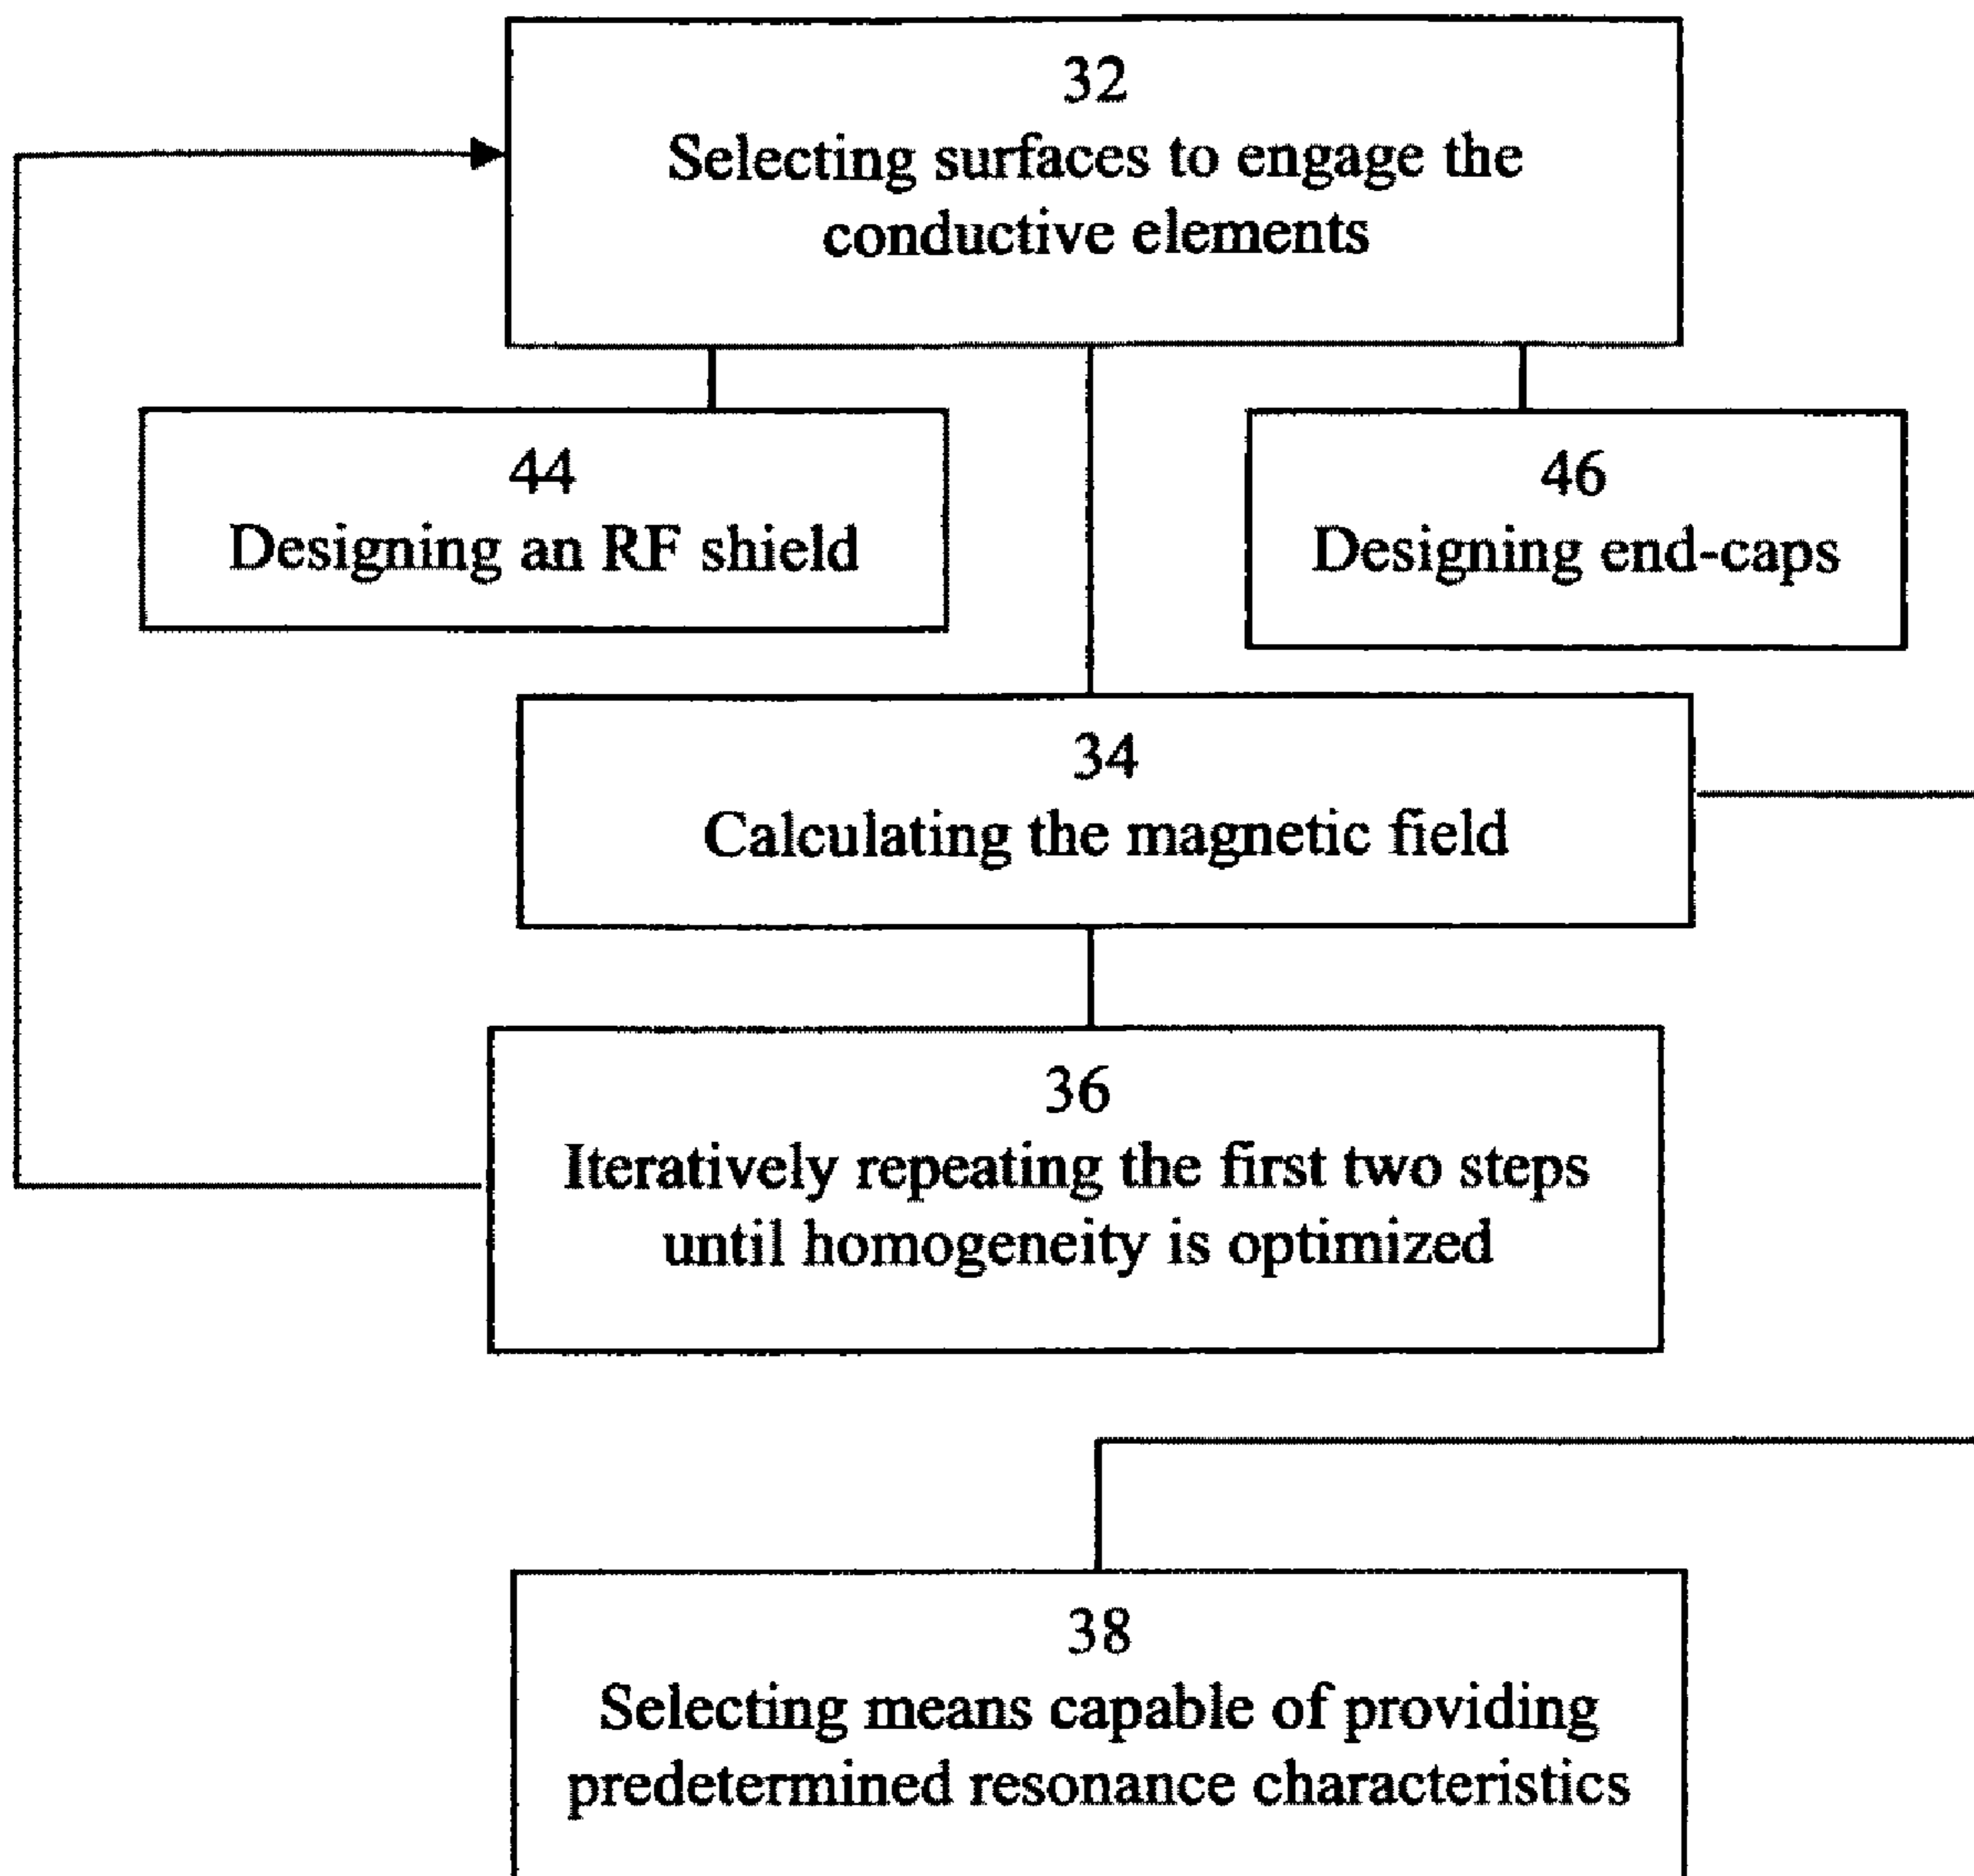 32
Selecting surfaces to engage the
conductive elements
44
Designing an RF shield
46
Designing end-caps
34
Calculating the magnetic field
36
Iteratively repeating the first two steps
until homogeneity is optimized
38
Selecting means capable of providing
predetermined resonance characteristics